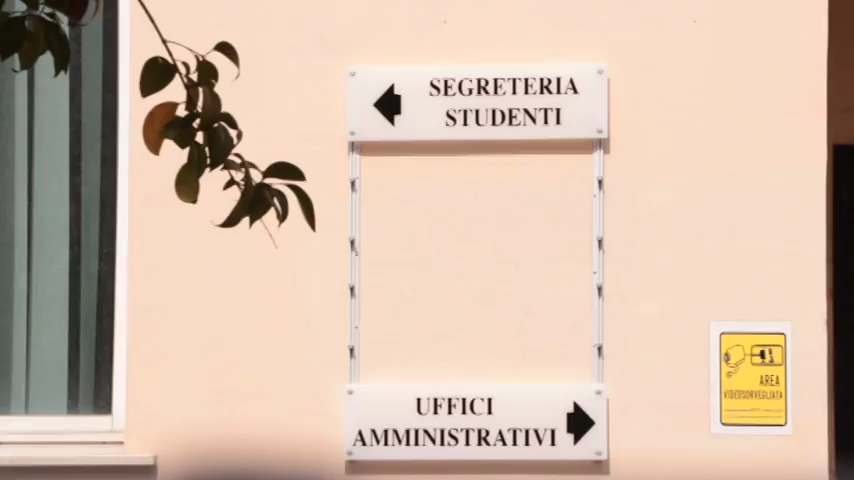 SEGRETERIA
STUDENTI
UFFICI
AMMINISTRATIVI
AREA
VIDEOSORVEGLIATA